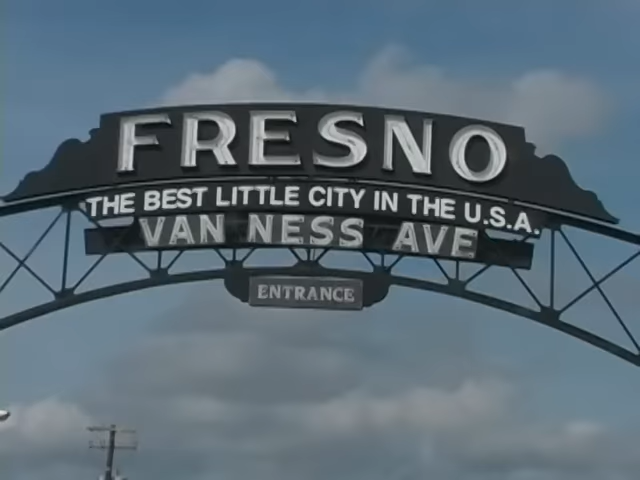 FRESNO
THE BEST LITTLE CITY IN THE U.S.A.
VAN NESS AVE
ENTRANCE